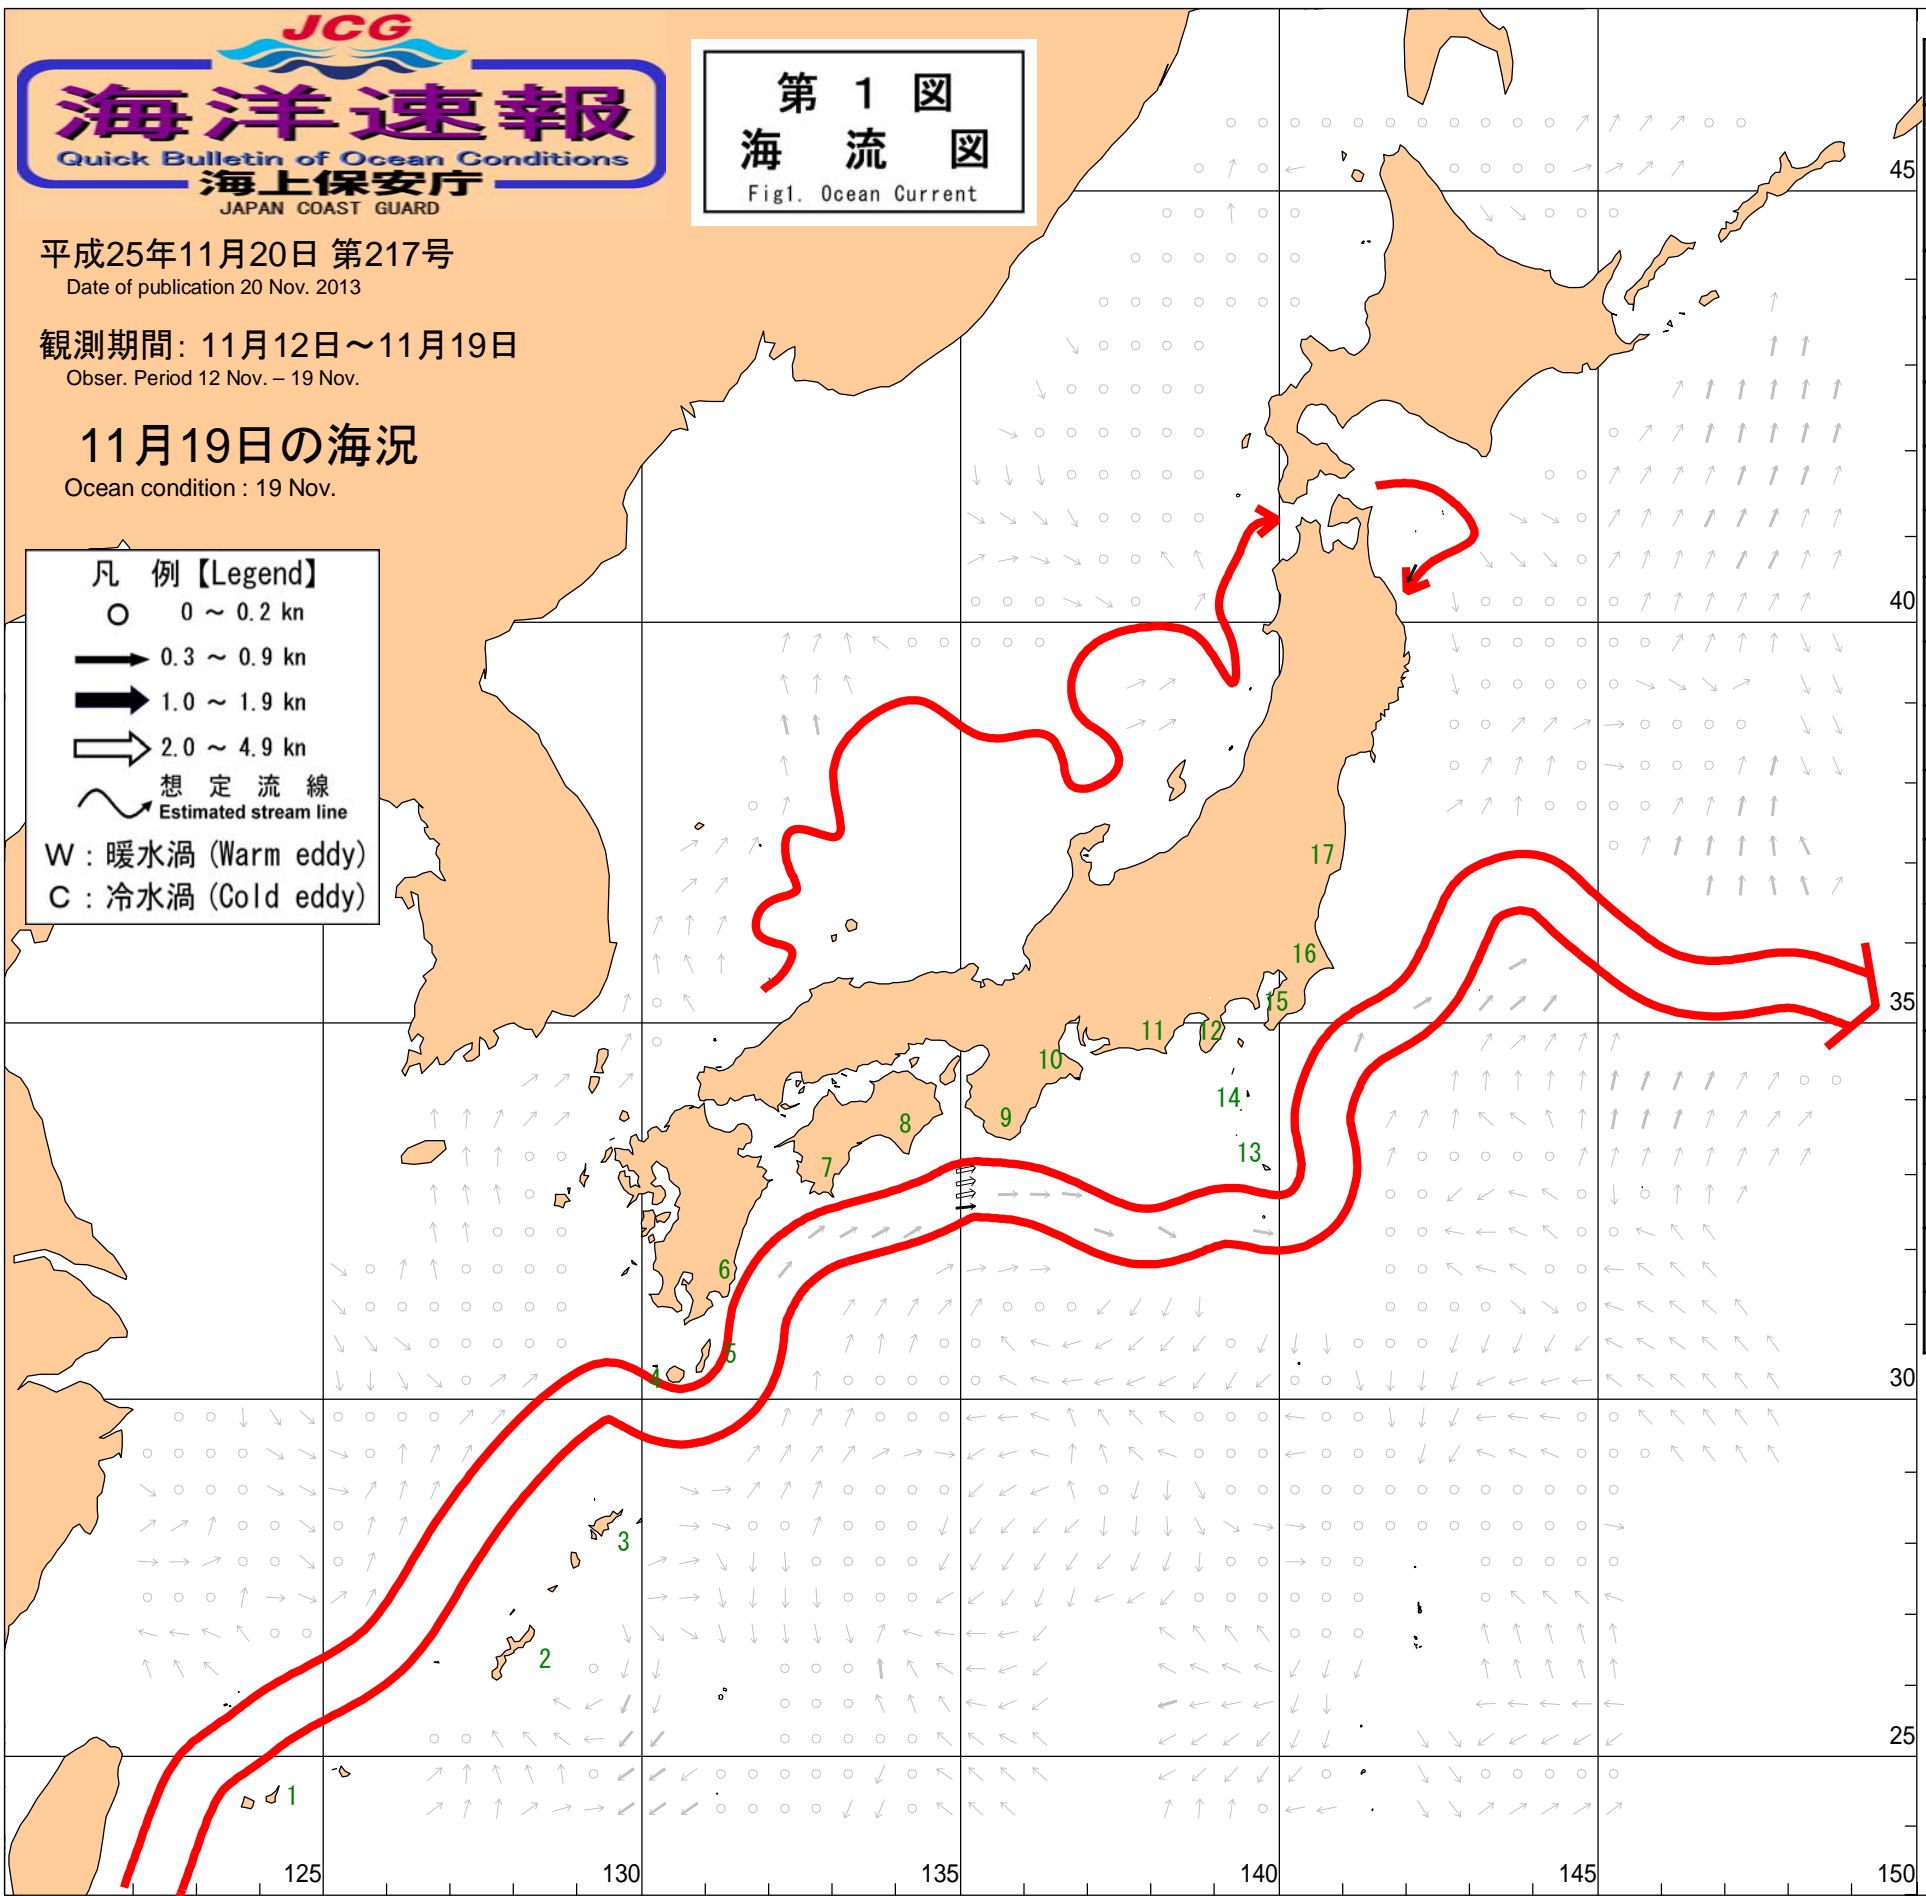 JCG
海洋速報
Quick Bulletin of Ocean Conditions
海上保安庁
JAPAN COAST GUARD
第 1 図
海 流 図
Fig1. Ocean Current
平成25年11月20日 第217号
Date of publication 20 Nov. 2013
観測期間: 11月12日～11月19日
Obser. Period 12 Nov. – 19 Nov.
11月19日の海況
Ocean condition : 19 Nov.
凡 例【Legend】
0 ～ 0.2 kn
0.3 ～ 0.9 kn
1.0 ～ 1.9 kn
2.0 ～ 4.9 kn
想 定 流 線
Estimated stream line
W : 暖水渦 (Warm eddy)
C : 冷水渦 (Cold eddy)
45
40
35
30
25
125
130
135
140
145
150
17
16
15
12
11
10
14
9
8
13
7
6
5
4
3
2
1